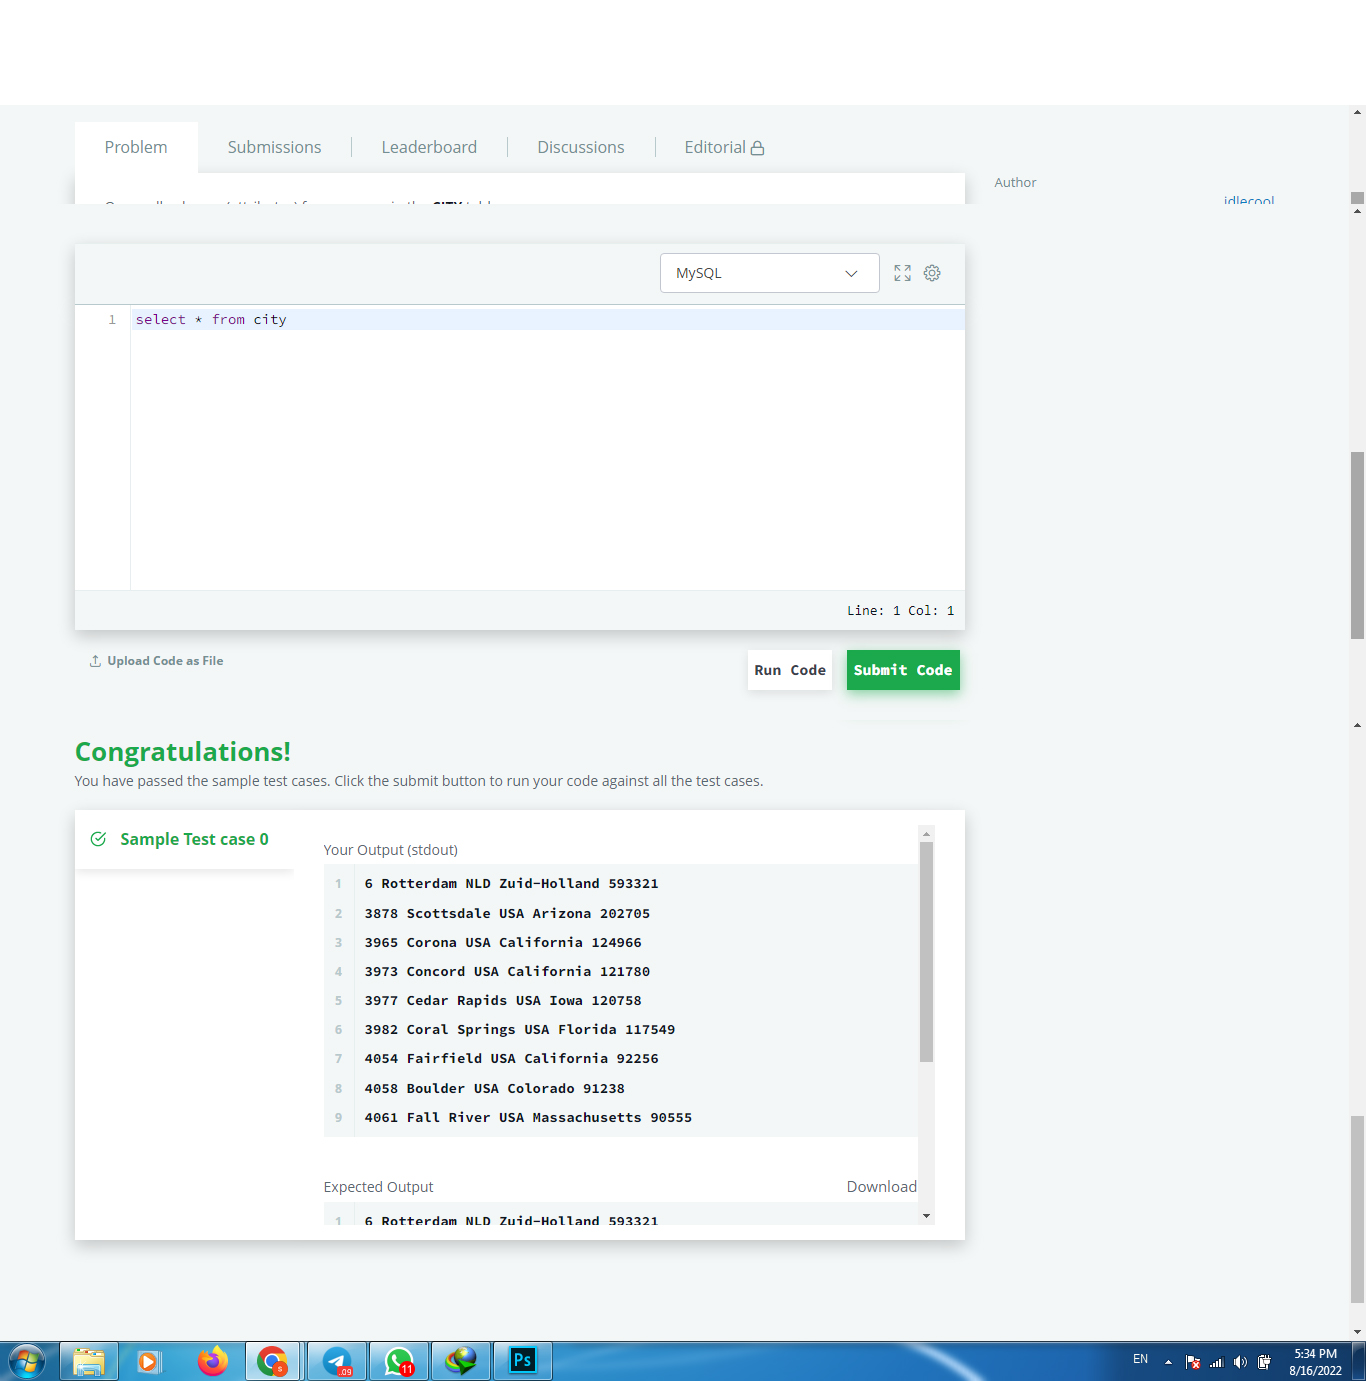 Problem
Submissions
Leaderboard
Discussions
Editorial
Author
CITY
idlecool
MySQL
1 select * from city
Line: 1 Col: 1
Upload Code as File
Run Code
Submit Code
Congratulations!
You have passed the sample test cases. Click the submit button to run your code against all the test cases.
Sample Test case 0
Your Output (stdout)
1 6 Rotterdam NLD Zuid-Holland 593321
2 3878 Scottsdale USA Arizona 202705
3 3965 Corona USA California 124966
4 3973 Concord USA California 121780
5 3977 Cedar Rapids USA Iowa 120758
6 3982 Coral Springs USA Florida 117549
7 4054 Fairfield USA California 92256
8 4058 Boulder USA Colorado 91238
9 4061 Fall River USA Massachusetts 90555
Expected Output
Download
1 6 Rotterdam NLD Zuid-Holland 593321
S
09
11
Ps
EN
5:34 PM
8/16/2022